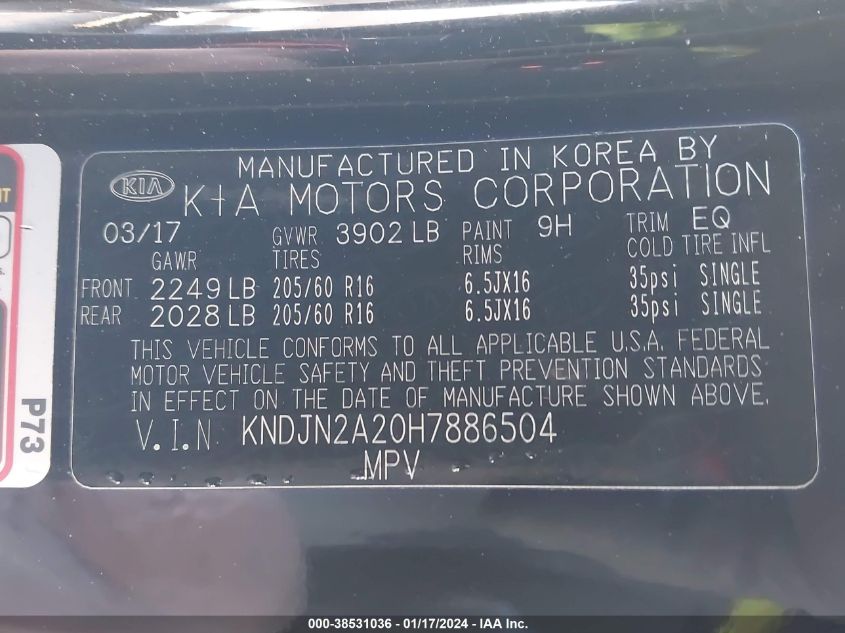 MANUFACTURED IN KOREA BY
KIA
KIA MOTORS CORPORATION
03/17 GVWR 3902 LB PAINT 9H TRIM EQ
GAWR TIRES RIMS COLD TIRE INFL
FRONT 2249 LB 205/60 R16 6.5JX16 35psi SINGLE
REAR 2028 LB 205/60 R16 6.5JX16 35psi SINGLE
THIS VEHICLE CONFORMS TO ALL APPLICABLE U.S.A. FEDERAL
MOTOR VEHICLE SAFETY AND THEFT PREVENTION STANDARDS
IN EFFECT ON THE DATE OF MANUFACTURE SHOWN ABOVE.
V.I.N KNDJN2A20H7886504
MPV
P73
000-38531036 - 01/17/2024 - IAA Inc.